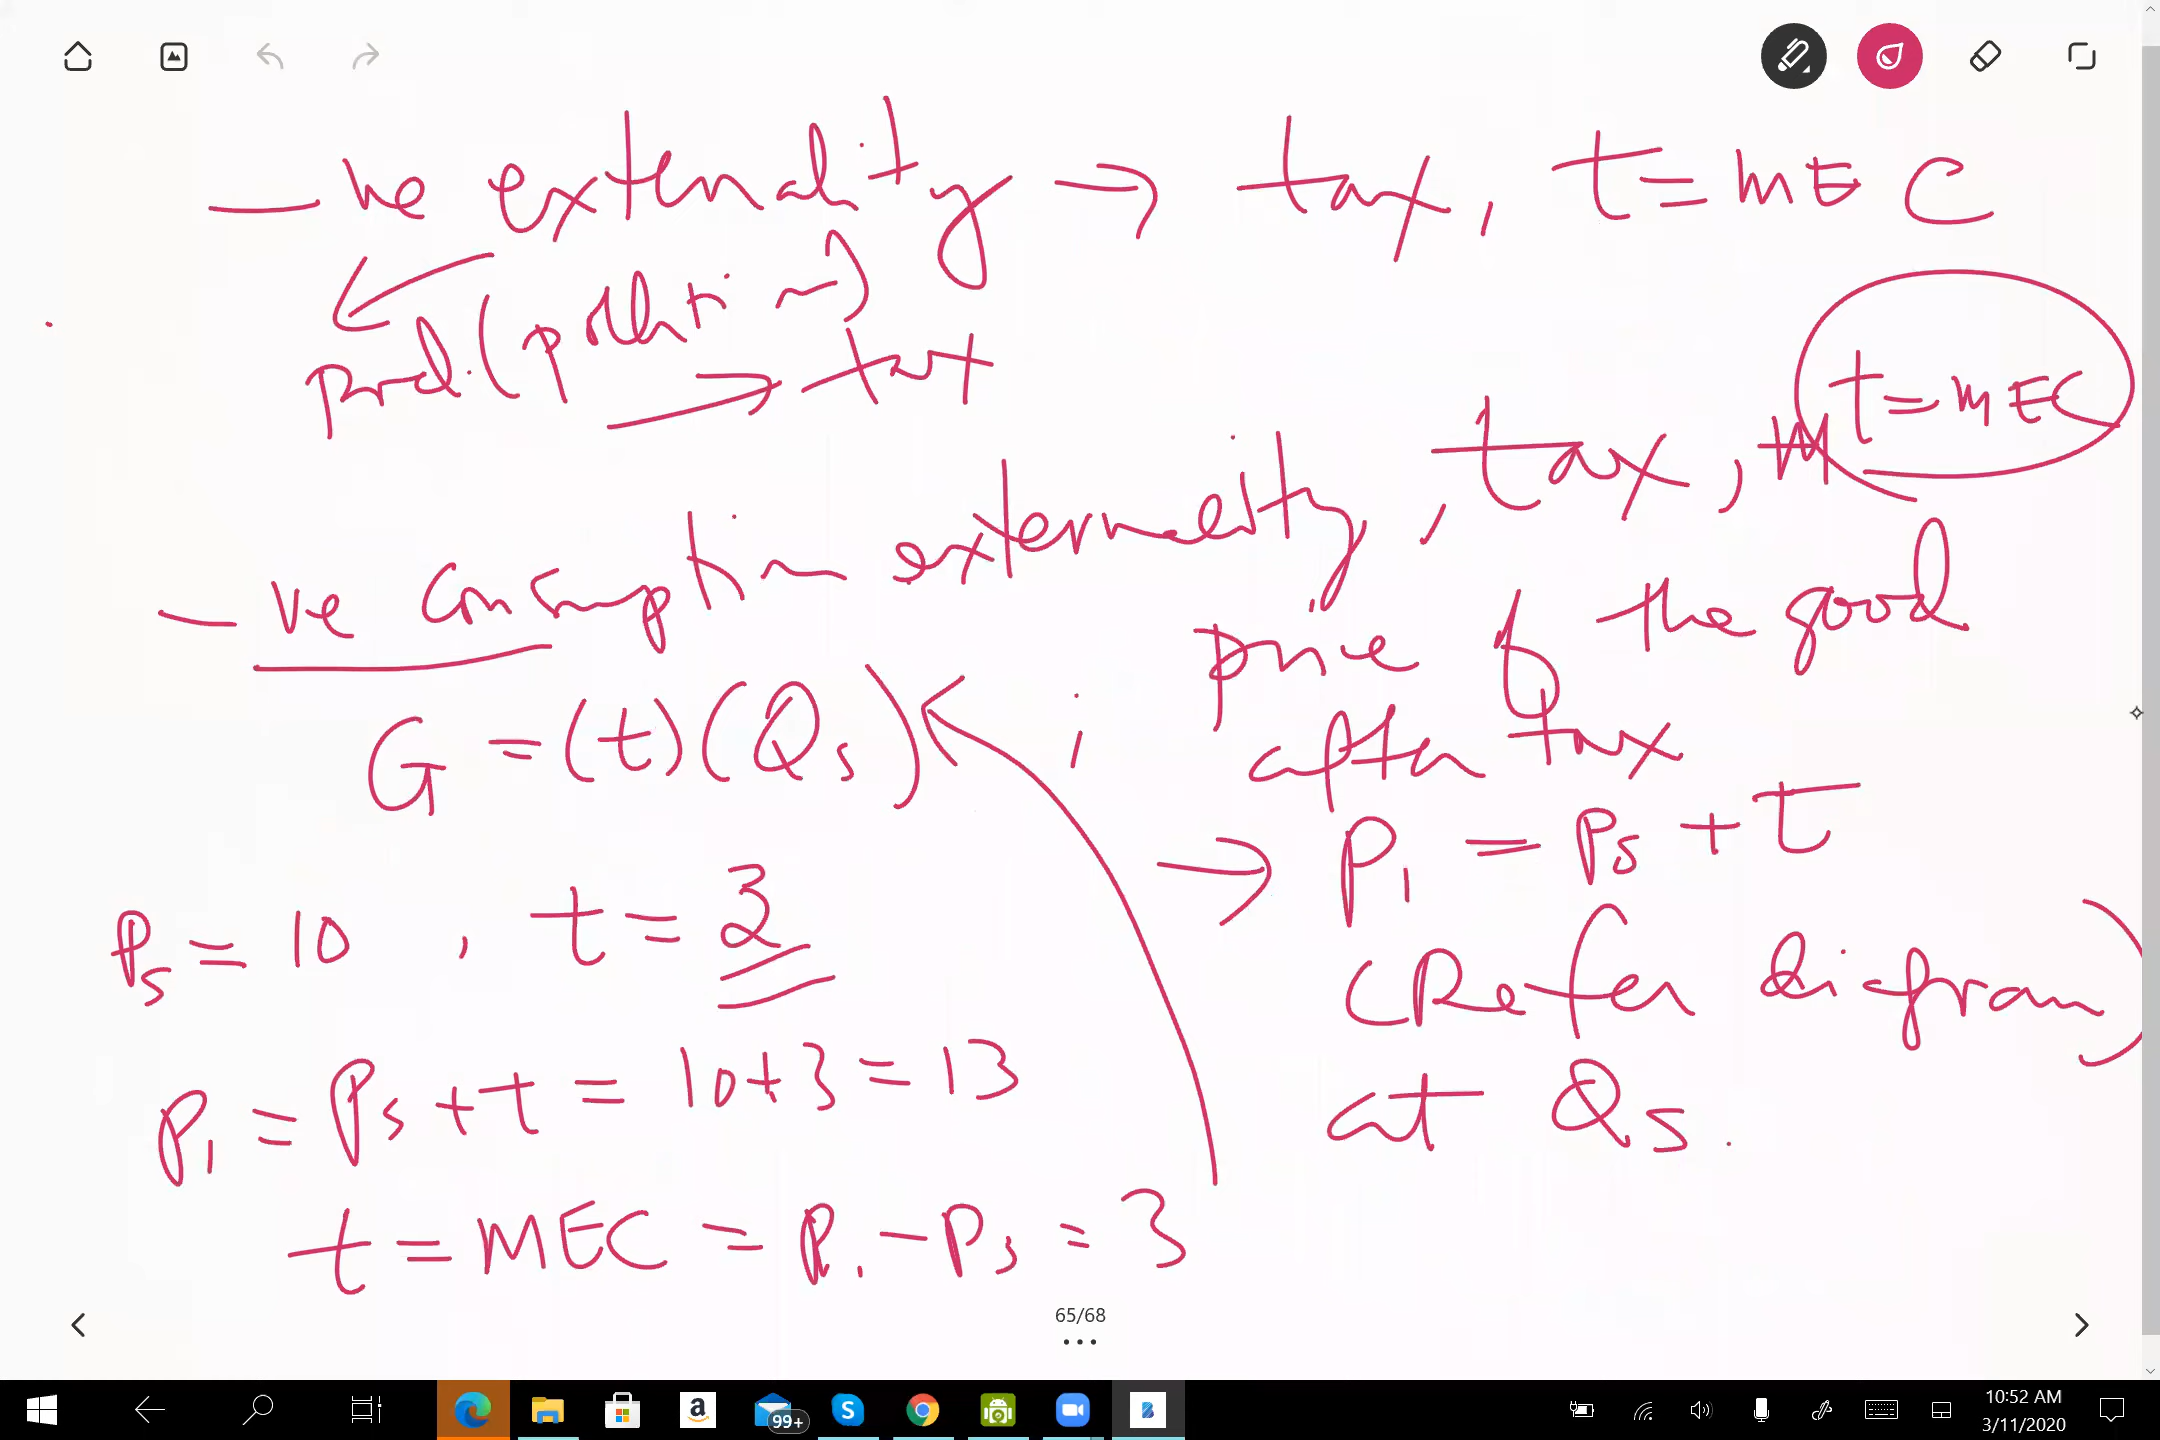 -ve externality → tax, t = MEC
prod. (pollution) → tax
t = MEC
-ve consumption externality, tax,
G = (t)(Qs) ; price of the good
after tax
→ P1 = Ps + t
Ps = 10 , t = 3
(Refer diagram)
P1 = Ps + t = 10 + 3 = 13
at Qs.
t = MEC = P1 - Ps = 3
65/68
99+
10:52 AM
3/11/2020